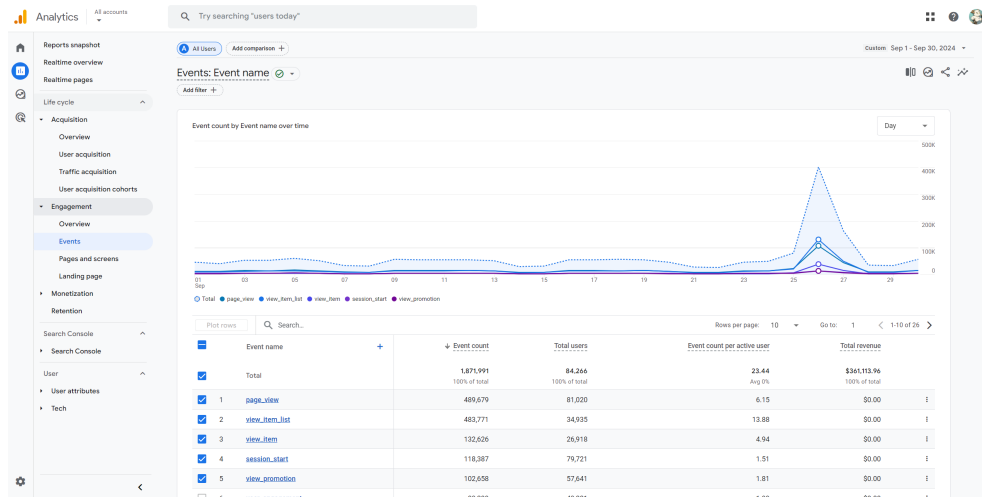 Analytics
All accounts
Try searching "users today"
Reports snapshot
Realtime overview
Realtime pages
Life cycle
Acquisition
Overview
User acquisition
Traffic acquisition
User acquisition cohorts
Engagement
Overview
Events
Pages and screens
Landing page
Monetization
Retention
Search Console
Search Console
User
User attributes
Tech
A All Users
Add comparison +
Custom Sep 1 - Sep 30, 2024
Events: Event name
Add filter +
Event count by Event name over time
Day
500K
400K
300K
200K
100K
0
01 03 05 07 09 11 13 15 17 19 21 23 25 27 29
Sep
Total page_view view_item_list view_item session_start view_promotion
Plot rows Search... Rows per page: 10 Go to: 1 1-10 of 26
Event name + Event count Total users Event count per active user Total revenue
Total 1,871,991 84,266 23.44 $361,113.96
100% of total 100% of total Avg 0% 100% of total
1 page_view 489,679 81,020 6.15 $0.00
2 view_item_list 483,771 34,935 13.88 $0.00
3 view_item 132,626 26,918 4.94 $0.00
4 session_start 118,387 79,721 1.51 $0.00
5 view_promotion 102,658 57,641 1.81 $0.00